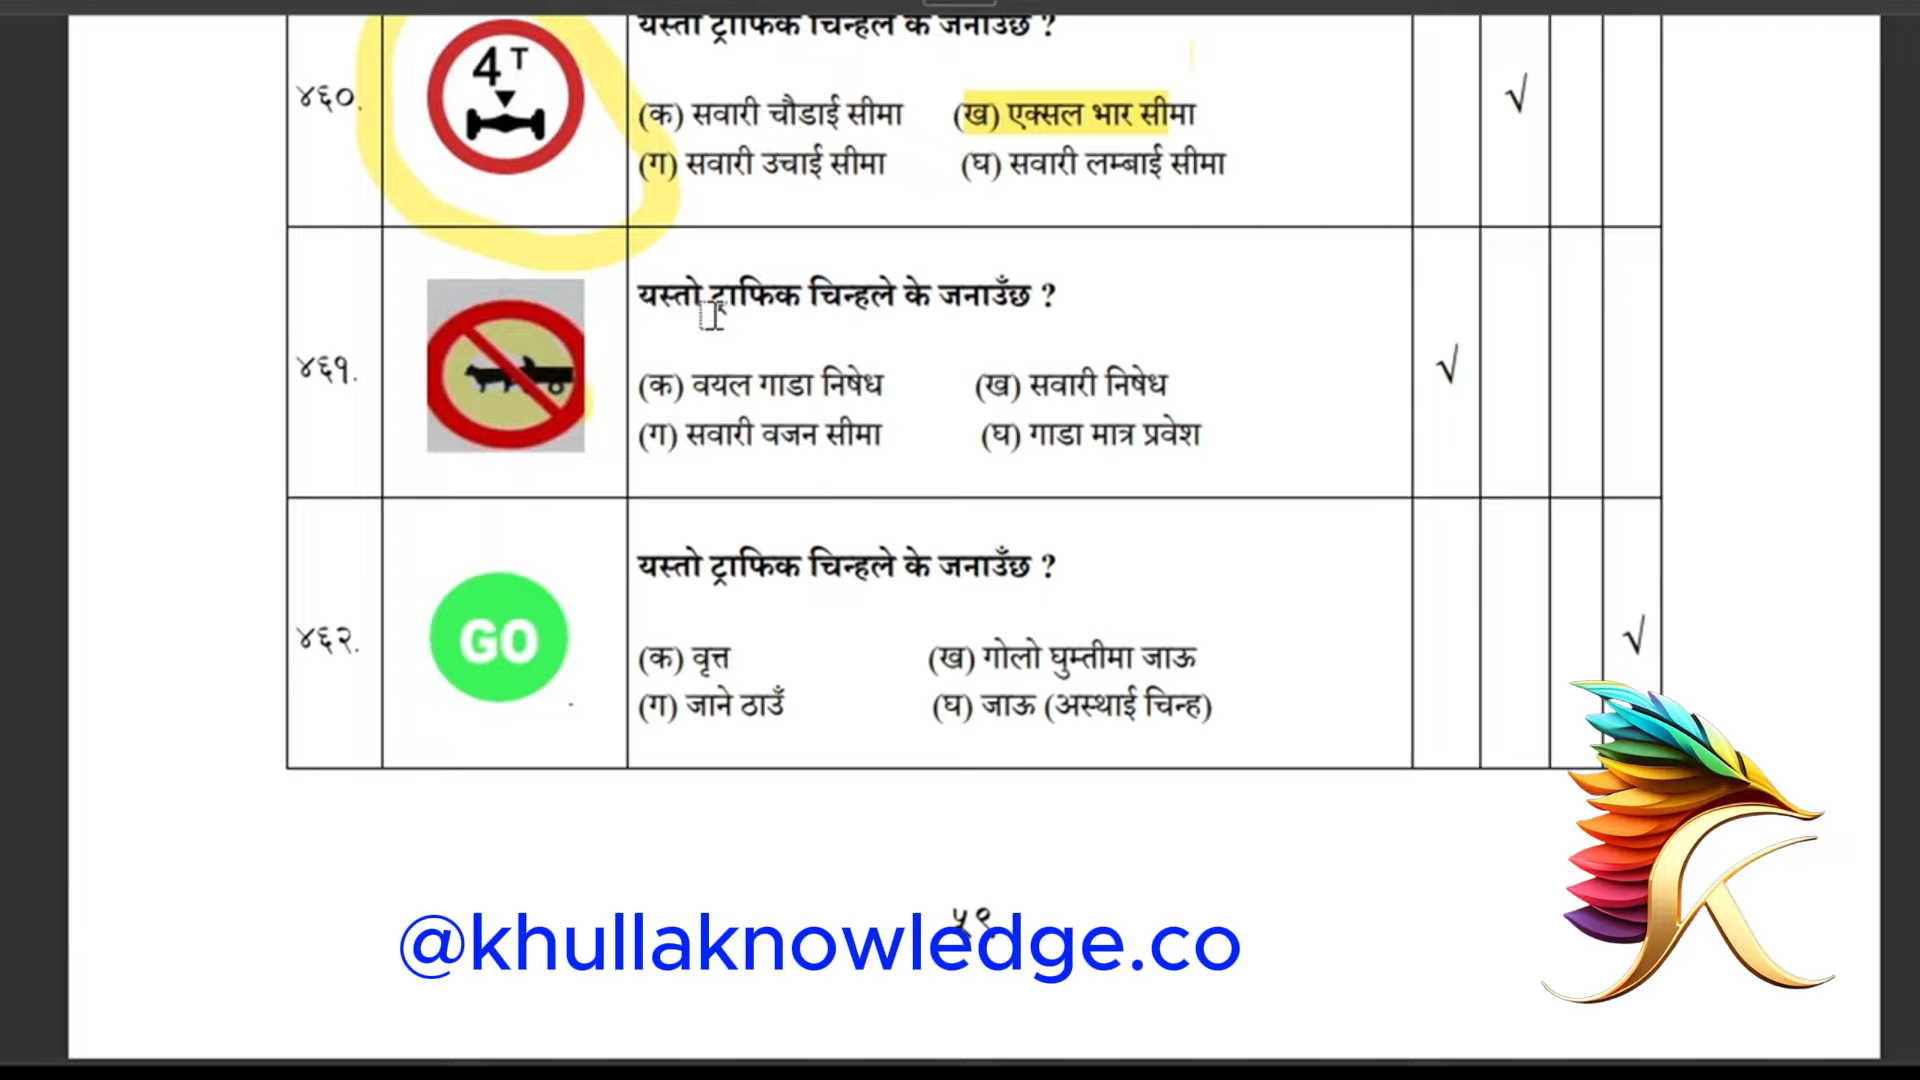 यस्तो ट्राफिक चिन्हले के जनाउँछ ?
४६०.
4 T
(क) सवारी चौडाई सीमा (ख) एक्सल भार सीमा
√
(ग) सवारी उचाई सीमा (घ) सवारी लम्बाई सीमा
यस्तो ट्राफिक चिन्हले के जनाउँछ ?
४६१.
(क) वयल गाडा निषेध (ख) सवारी निषेध
√
(ग) सवारी वजन सीमा (घ) गाडा मात्र प्रवेश
यस्तो ट्राफिक चिन्हले के जनाउँछ ?
४६२.
GO
(क) वृत्त (ख) गोलो घुम्तीमा जाऊ
√
(ग) जाने ठाउँ (घ) जाऊ (अस्थाई चिन्ह)
५९
@khullaknowledge.co
K